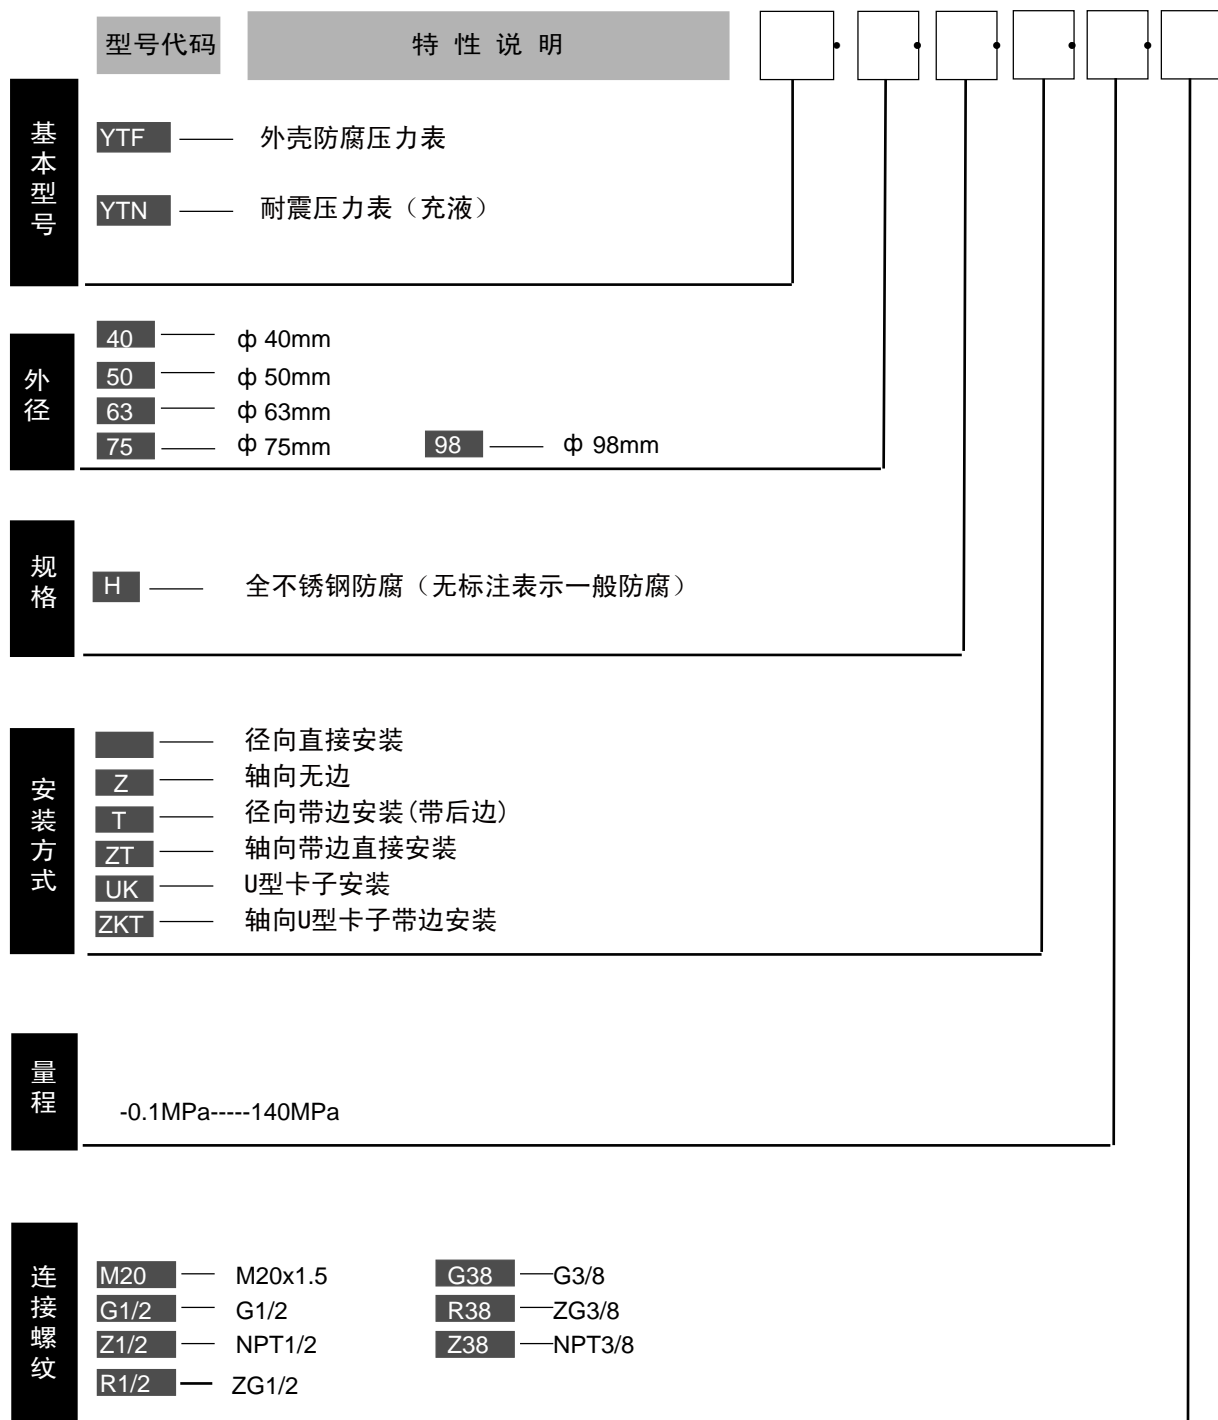 型号代码 特 性 说 明
基本型号
YTF 外壳防腐压力表
YTN 耐震压力表（充液）
外径
40 ф 40mm
50 ф 50mm
63 ф 63mm
75 ф 75mm 98 ф 98mm
规格
H 全不锈钢防腐（无标注表示一般防腐）
安装方式
径向直接安装
Z 轴向无边
T 径向带边安装(带后边)
ZT 轴向带边直接安装
UK U型卡子安装
ZKT 轴向U型卡子带边安装
量程
-0.1MPa-----140MPa
连接螺纹
M20 M20x1.5 G38 G3/8
G1/2 G1/2 R38 ZG3/8
Z1/2 NPT1/2 Z38 NPT3/8
R1/2 ZG1/2